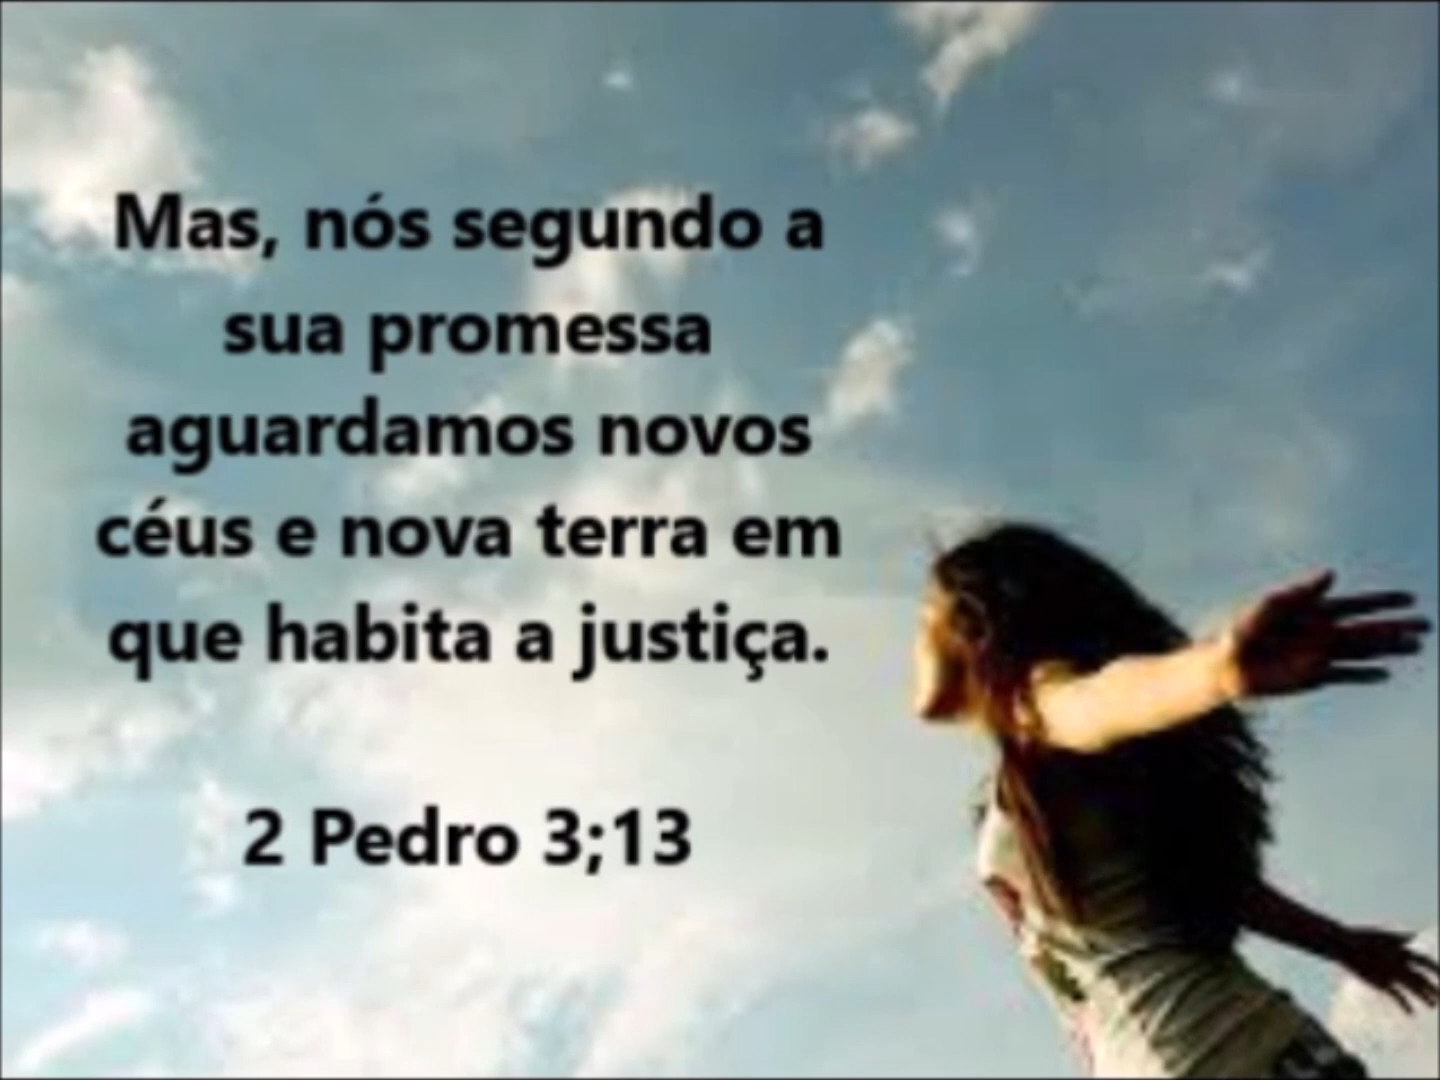 Mas, nós segundo a
sua promessa
aguardamos novos
céus e nova terra em
que habita a justiça.
2 Pedro 3;13